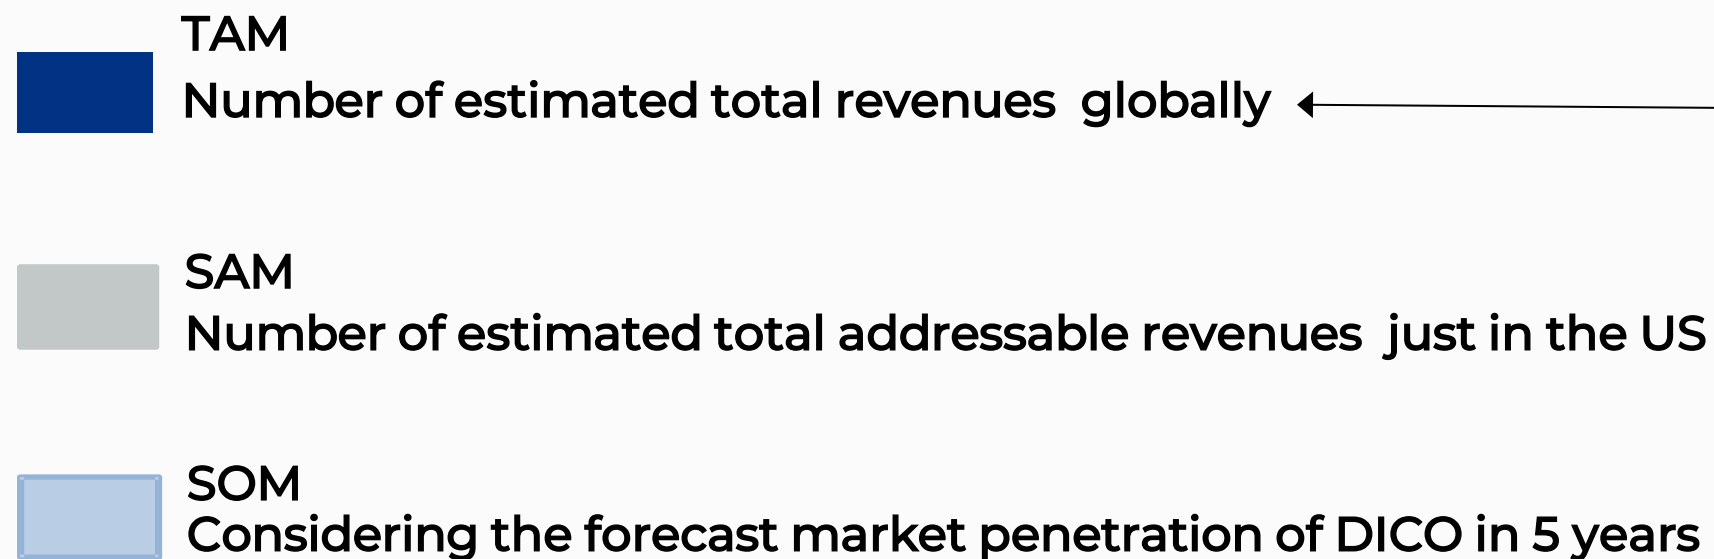 TAM
Number of estimated total revenues globally
SAM
Number of estimated total addressable revenues just in the US
SOM
Considering the forecast market penetration of DICO in 5 years